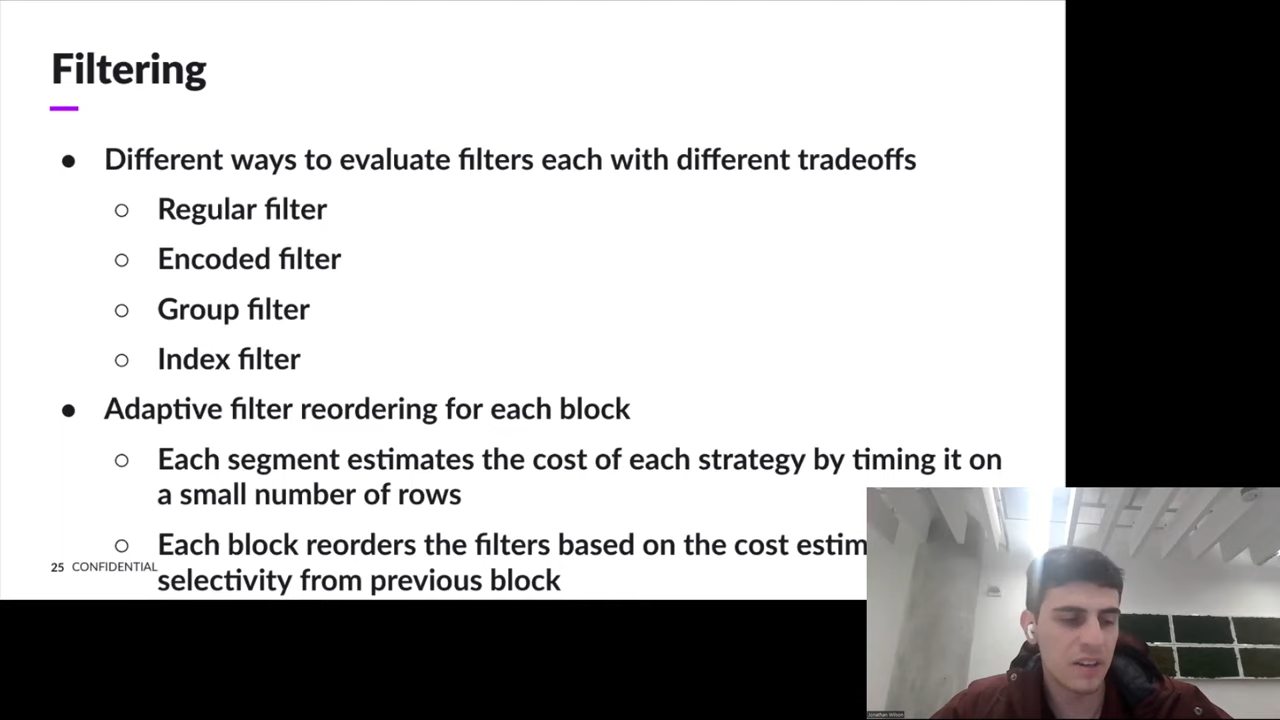 Filtering
● Different ways to evaluate filters each with different tradeoffs
○ Regular filter
○ Encoded filter
○ Group filter
○ Index filter
● Adaptive filter reordering for each block
○ Each segment estimates the cost of each strategy by timing it on
a small number of rows
○ Each block reorders the filters based on the cost estim
selectivity from previous block
25 CONFIDENTIAL
Jonathan Wilson